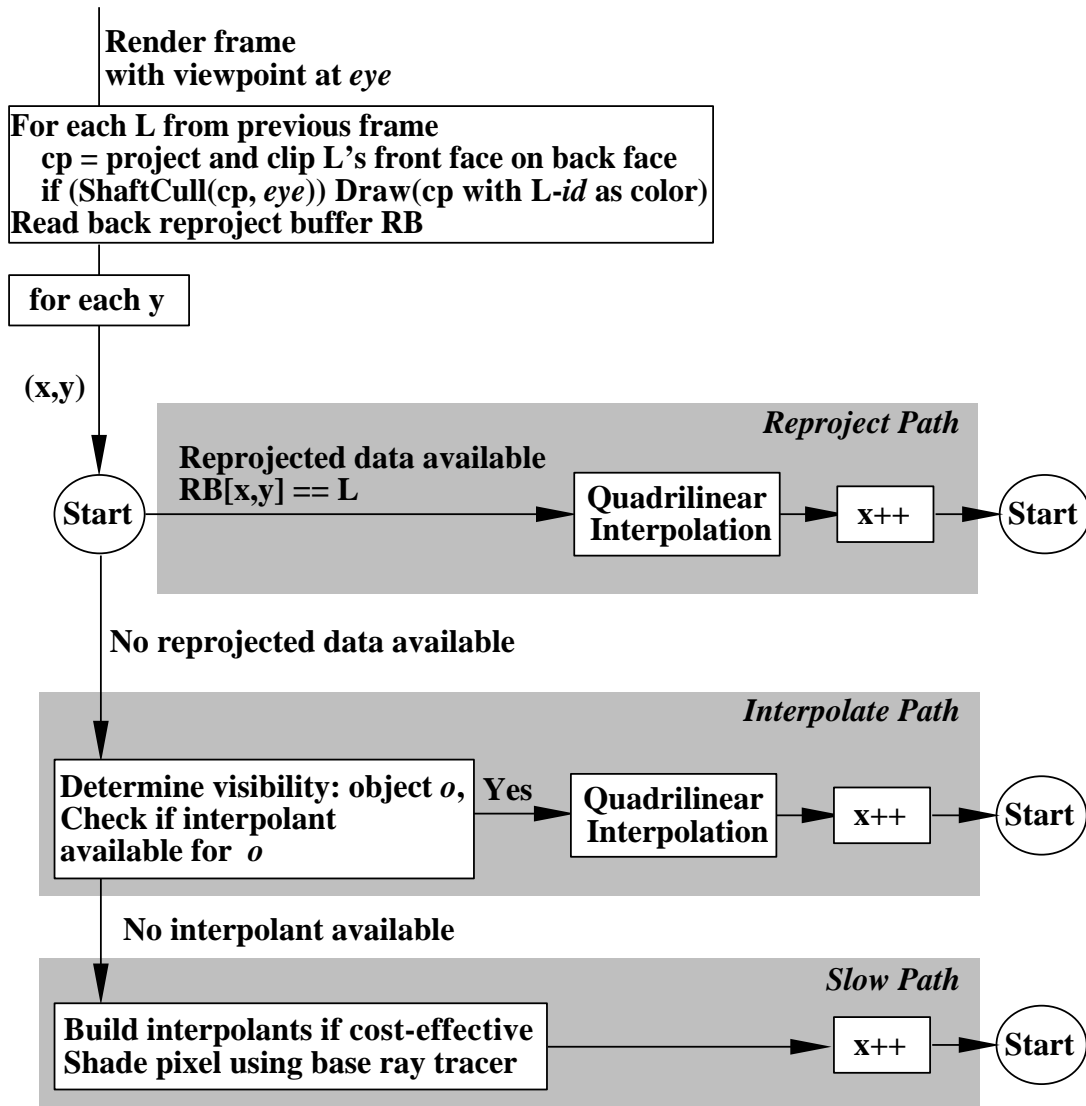 Render frame
with viewpoint at eye
For each L from previous frame
cp = project and clip L's front face on back face
if (ShaftCull(cp, eye)) Draw(cp with L-id as color)
Read back reproject buffer RB
for each y
(x,y)
Reproject Path
Reprojected data available
RB[x,y] == L
Start
Quadrilinear
Interpolation
x++
Start
No reprojected data available
Interpolate Path
Determine visibility: object o,
Check if interpolant
available for o
Yes
Quadrilinear
Interpolation
x++
Start
No interpolant available
Slow Path
Build interpolants if cost-effective
Shade pixel using base ray tracer
x++
Start